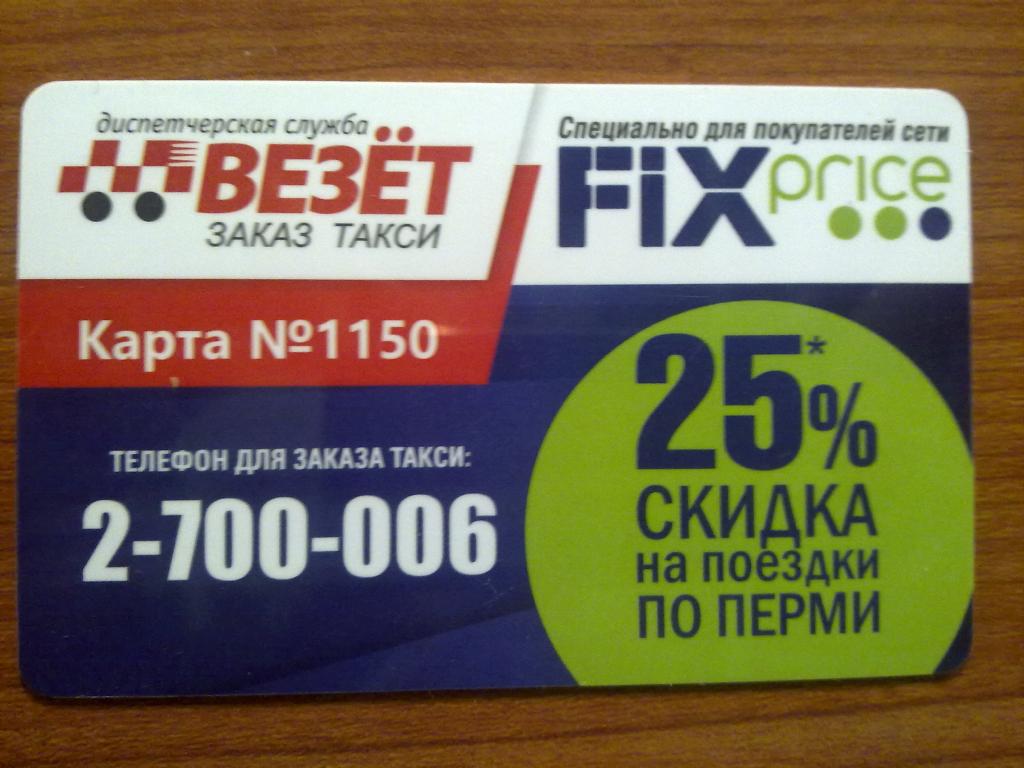 диспетчерская служба
ВЕЗЁТ
ЗАКАЗ ТАКСИ
Специально для покупателей сети
FiX price
Карта №1150
ТЕЛЕФОН ДЛЯ ЗАКАЗА ТАКСИ:
2-700-006
25*%
СКИДКА
на поездки
ПО ПЕРМИ